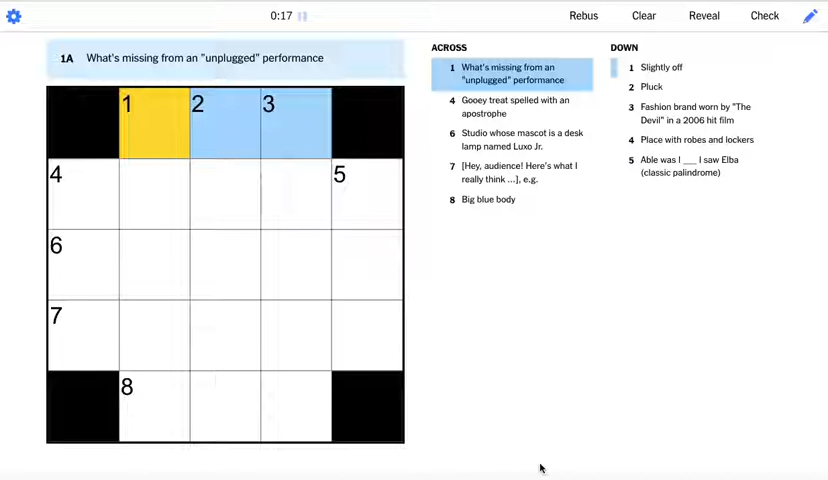 0:17
Rebus
Clear
Reveal
Check
1A What's missing from an "unplugged" performance
1
2
3
4
5
6
7
8
ACROSS
1 What's missing from an
"unplugged" performance
4 Gooey treat spelled with an
apostrophe
6 Studio whose mascot is a desk
lamp named Luxo Jr.
7 [Hey, audience! Here's what I
really think ...], e.g.
8 Big blue body
DOWN
1 Slightly off
2 Pluck
3 Fashion brand worn by "The
Devil" in a 2006 hit film
4 Place with robes and lockers
5 Able was I ___ I saw Elba
(classic palindrome)